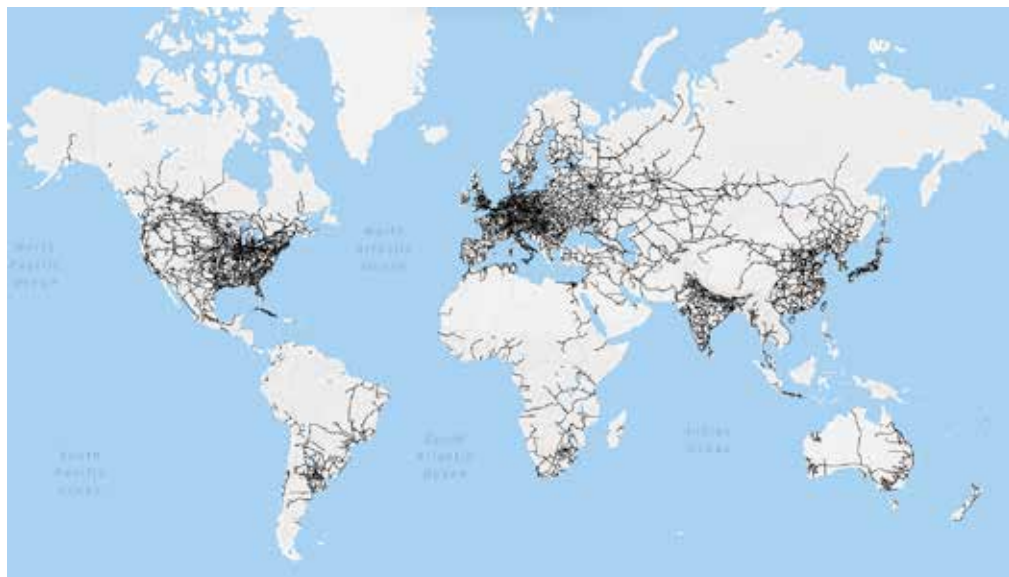 North
Pacific
Ocean
North
Atlantic
Ocean
South
Pacific
Ocean
South
Atlantic
Ocean
Indian
Ocean